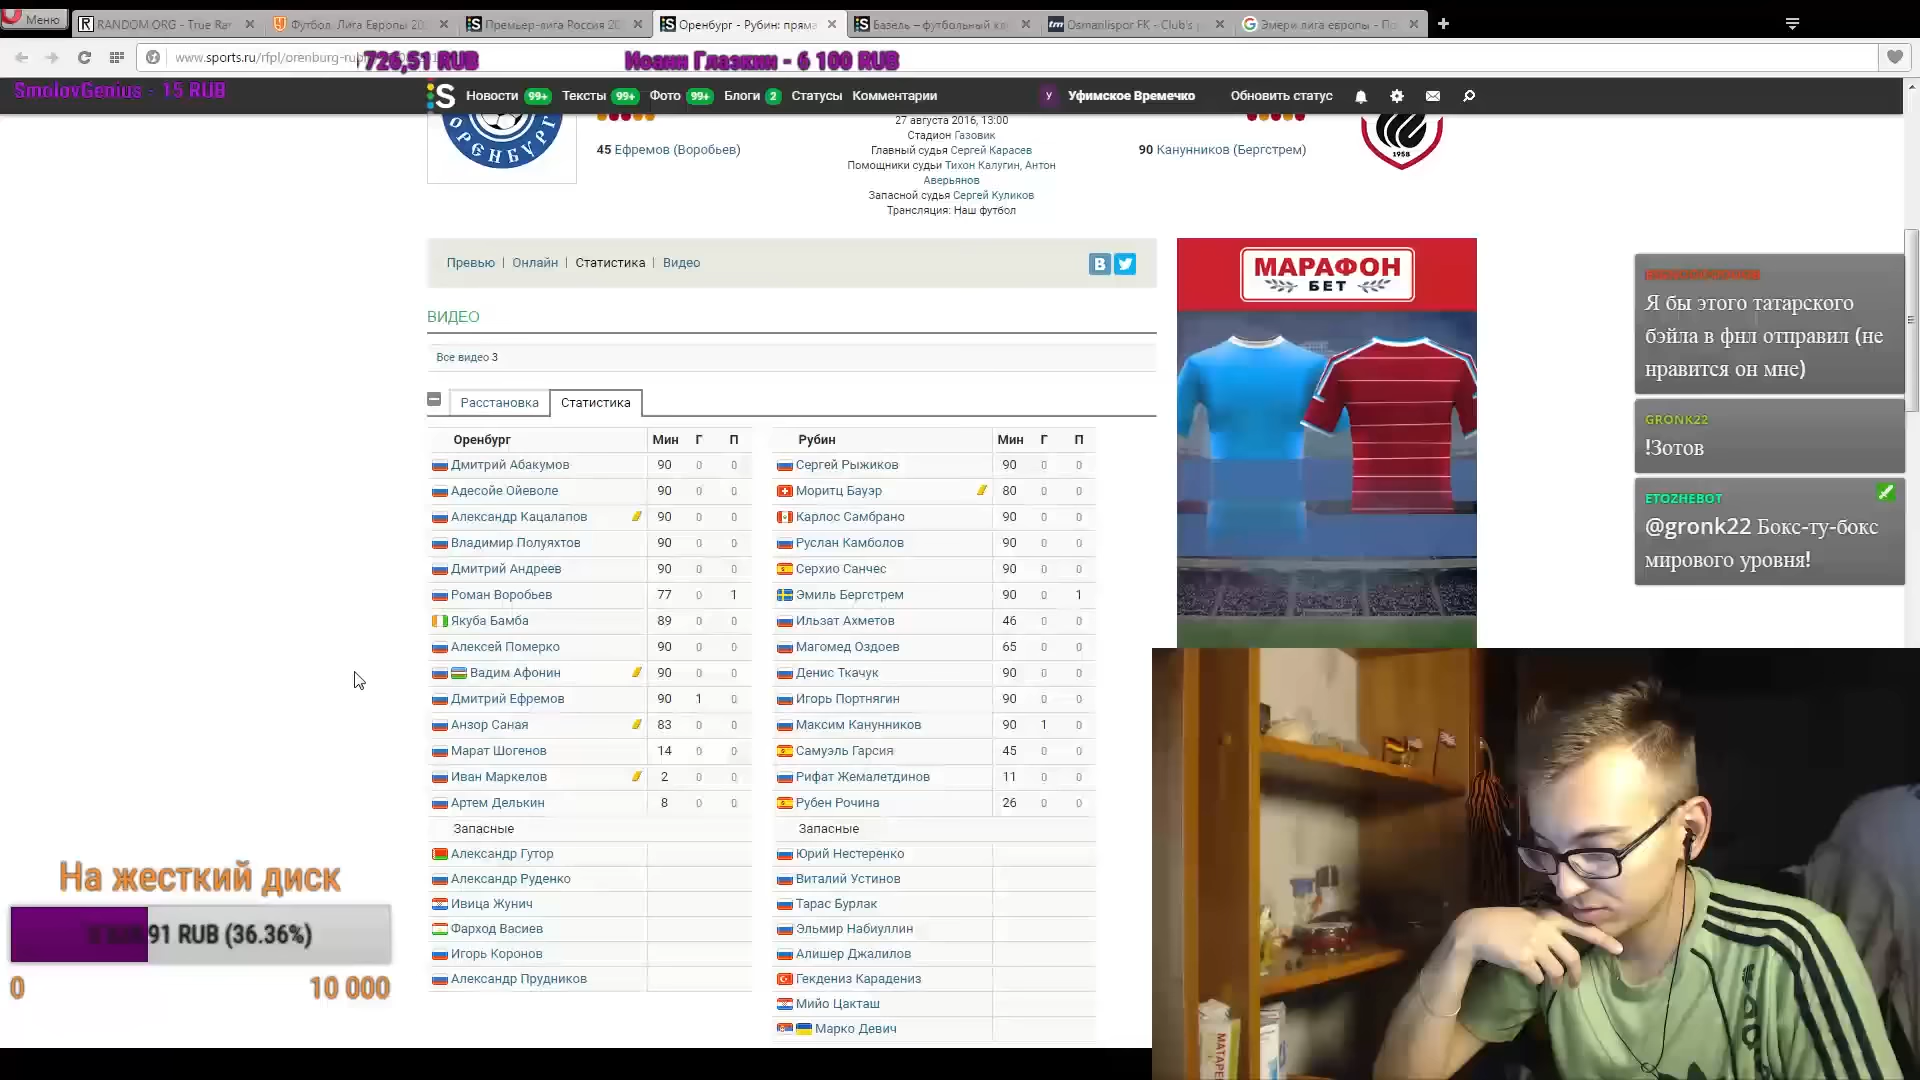 Меню
RANDOM.ORG - True Ran
Футбол. Лига Европы 20
Премьер-лига Россия 20
Оренбург - Рубин: пряма
Базель – футбольный кл
Osmanlispor FK - Club's p
Эмери лига европы - По
www.sports.ru/rfpl/orenburg-rub
726,51 RUB
Иоанн Глазкин - 6 100 RUB
SmolovGenius - 15 RUB
Новости 99+ Тексты 99+ Фото 99+ Блоги 2 Статусы Комментарии
У Уфимское Времечко Обновить статус
ОРЕНБУРГ
45 Ефремов (Воробьев)
27 августа 2016, 13:00
Стадион Газовик
Главный судья Сергей Карасев
Помощники судьи Тихон Калугин, Антон
Аверьянов
Запасной судья Сергей Куликов
Трансляция: Наш футбол
90 Канунников (Бергстрем)
1958
Превью | Онлайн | Статистика | Видео
B
ВИДЕО
Все видео 3
Расстановка Статистика
Оренбург Мин Г П
Дмитрий Абакумов 90 0 0
Адесойе Ойеволе 90 0 0
Александр Кацалапов 90 0 0
Владимир Полуяхтов 90 0 0
Дмитрий Андреев 90 0 0
Роман Воробьев 77 0 1
Якуба Бамба 89 0 0
Алексей Померко 90 0 0
Вадим Афонин 90 0 0
Дмитрий Ефремов 90 1 0
Анзор Саная 83 0 0
Марат Шогенов 14 0 0
Иван Маркелов 2 0 0
Артем Делькин 8 0 0
Запасные
Александр Гутор
Александр Руденко
Ивица Жунич
Фарход Васиев
Игорь Коронов
Александр Прудников
Рубин Мин Г П
Сергей Рыжиков 90 0 0
Моритц Бауэр 80 0 0
Карлос Самбрано 90 0 0
Руслан Камболов 90 0 0
Серхио Санчес 90 0 0
Эмиль Бергстрем 90 0 1
Ильзат Ахметов 46 0 0
Магомед Оздоев 65 0 0
Денис Ткачук 90 0 0
Игорь Портнягин 90 0 0
Максим Канунников 90 1 0
Самуэль Гарсия 45 0 0
Рифат Жемалетдинов 11 0 0
Рубен Рочина 26 0 0
Запасные
Юрий Нестеренко
Виталий Устинов
Тарас Бурлак
Эльмир Набиуллин
Алишер Джалилов
Гекдениз Карадениз
Мийо Цакташ
Марко Девич
МАРАФОН
БЕТ
Я бы этого татарского
бэйла в фнл отправил (не
нравится он мне)
GRONK22
!Зотов
ETOZHEBOT
@gronk22 Бокс-ту-бокс
мирового уровня!
На жесткий диск
91 RUB (36.36%)
0 10 000